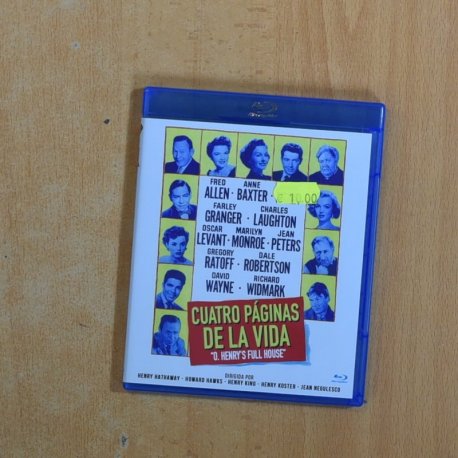 FRED ANNE
ALLEN · BAXTER ·
€ 1,00
FARLEY CHARLES
GRANGER · LAUGHTON
OSCAR MARILYN JEAN
LEVANT · MONROE · PETERS
GREGORY DALE
RATOFF · ROBERTSON
DAVID RICHARD
WAYNE · WIDMARK
CUATRO PÁGINAS
DE LA VIDA
"O. HENRY'S FULL HOUSE"
DIRIGIDA POR
HENRY HATHAWAY · HOWARD HAWKS · HENRY KING · HENRY KOSTER · JEAN NEGULESCO